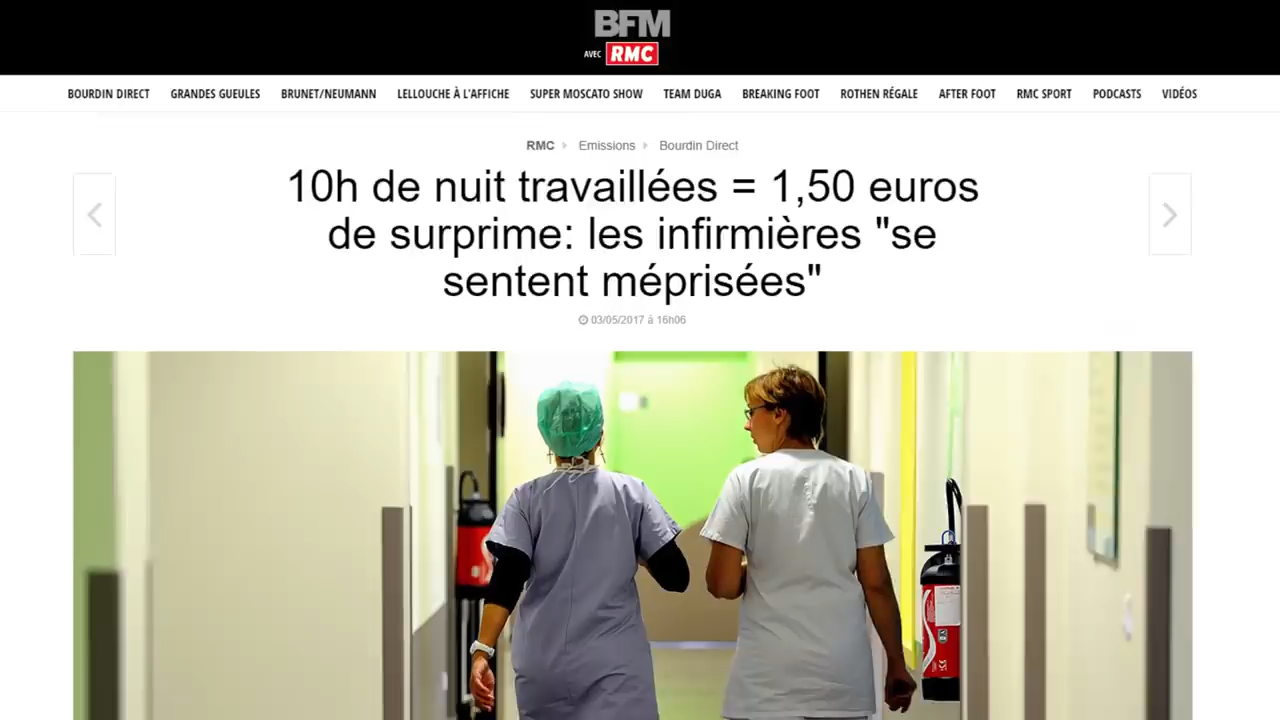 BFM
AVEC RMC
BOURDIN DIRECT GRANDES GUEULES BRUNET/NEUMANN LELLOUCHE À L'AFFICHE SUPER MOSCATO SHOW TEAM DUGA BREAKING FOOT ROTHEN RÉGALE AFTER FOOT RMC SPORT PODCASTS VIDÉOS
RMC Emissions Bourdin Direct
10h de nuit travaillées = 1,50 euros
de surprime: les infirmières "se
sentent méprisées"
03/05/2017 à 16h06